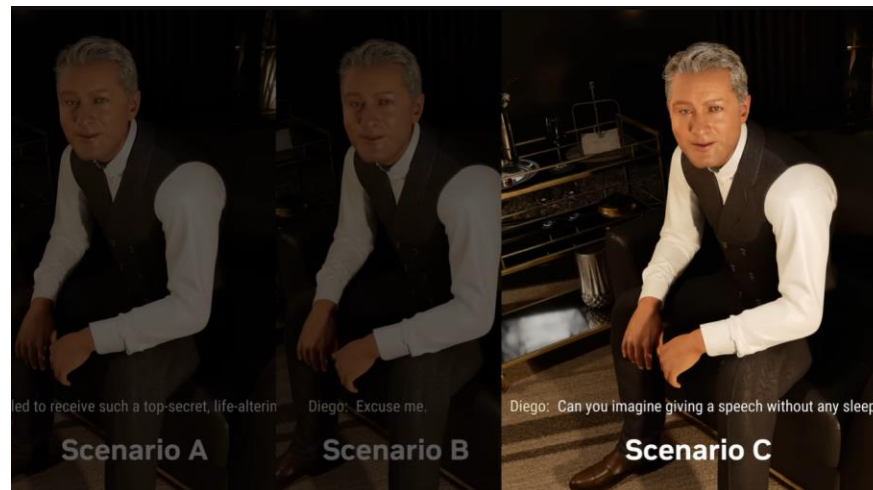 led to receive such a top-secret, life-alterin
Diego: Excuse me.
Diego: Can you imagine giving a speech without any sleep
Scenario A
Scenario B
Scenario C